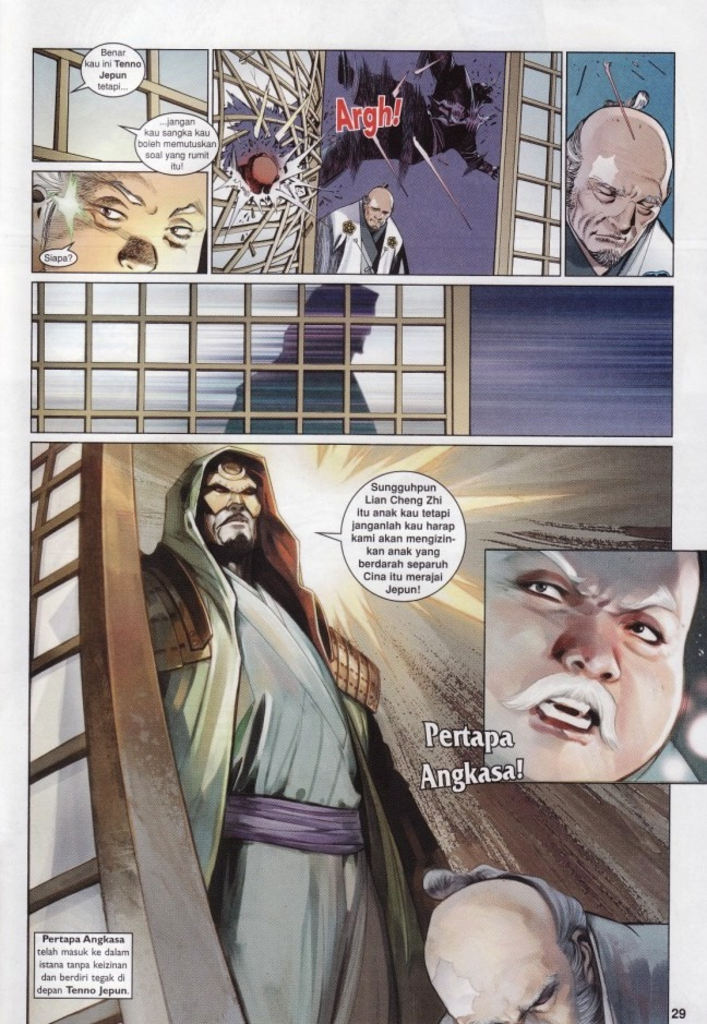 Benar
kau ini Tenno
Jepun
tetapi...
...jangan
kau sangka kau
boleh memutuskan
soal yang rumit
itu!
Siapa?
Argh!
Sungguhpun
Lian Cheng Zhi
itu anak kau tetapi
janganlah kau harap
kami akan mengizin-
kan anak yang
berdarah separuh
Cina itu merajai
Jepun!
Pertapa
Angkasa!
Pertapa Angkasa
telah masuk ke dalam
istana tanpa keizinan
dan berdiri tegak di
depan Tenno Jepun.
29